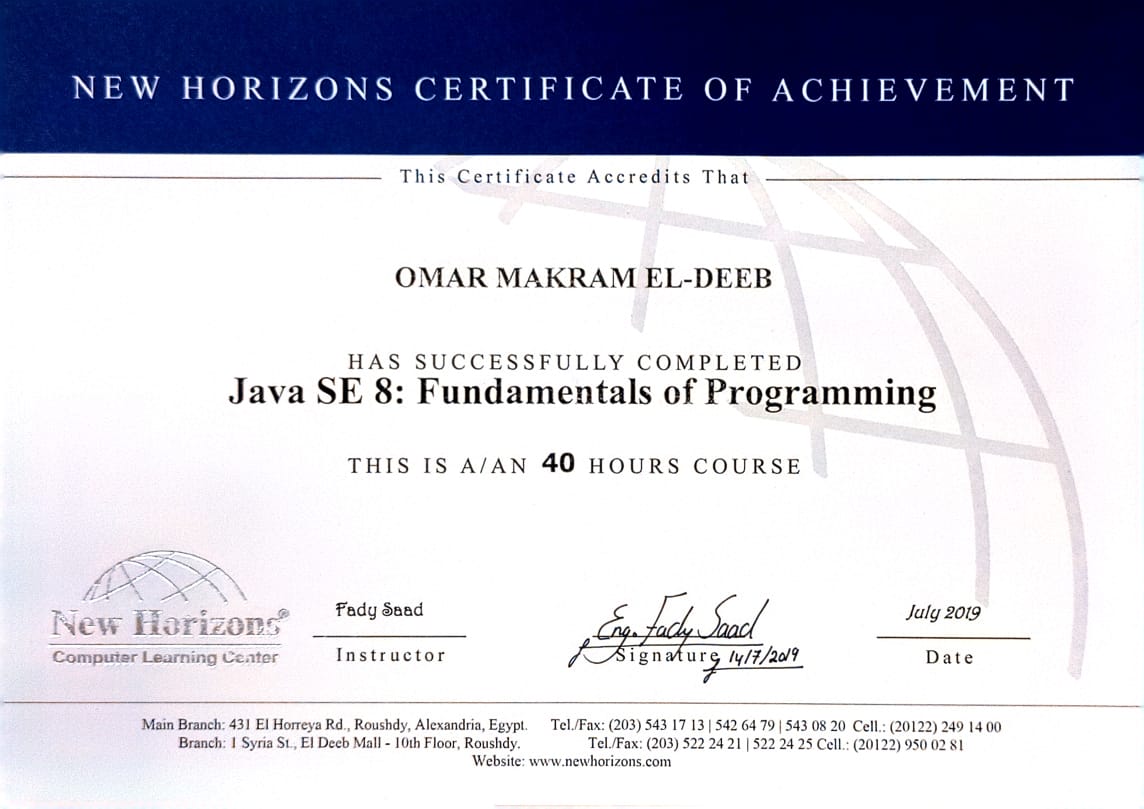 NEW HORIZONS CERTIFICATE OF ACHIEVEMENT
This Certificate Accredits That
OMAR MAKRAM EL-DEEB
HAS SUCCESSFULLY COMPLETED
Java SE 8: Fundamentals of Programming
THIS IS A/AN 40 HOURS COURSE
New Horizons®
Computer Learning Center
Fady Saad
Instructor
Eng. Fady Saad
Signature 14/7/2019
July 2019
Date
Main Branch: 431 El Horreya Rd., Roushdy, Alexandria, Egypt. Tel./Fax: (203) 543 17 13 | 542 64 79 | 543 08 20 Cell.: (20122) 249 14 00
Branch: 1 Syria St., El Deeb Mall - 10th Floor, Roushdy. Tel./Fax: (203) 522 24 21 | 522 24 25 Cell.: (20122) 950 02 81
Website: www.newhorizons.com